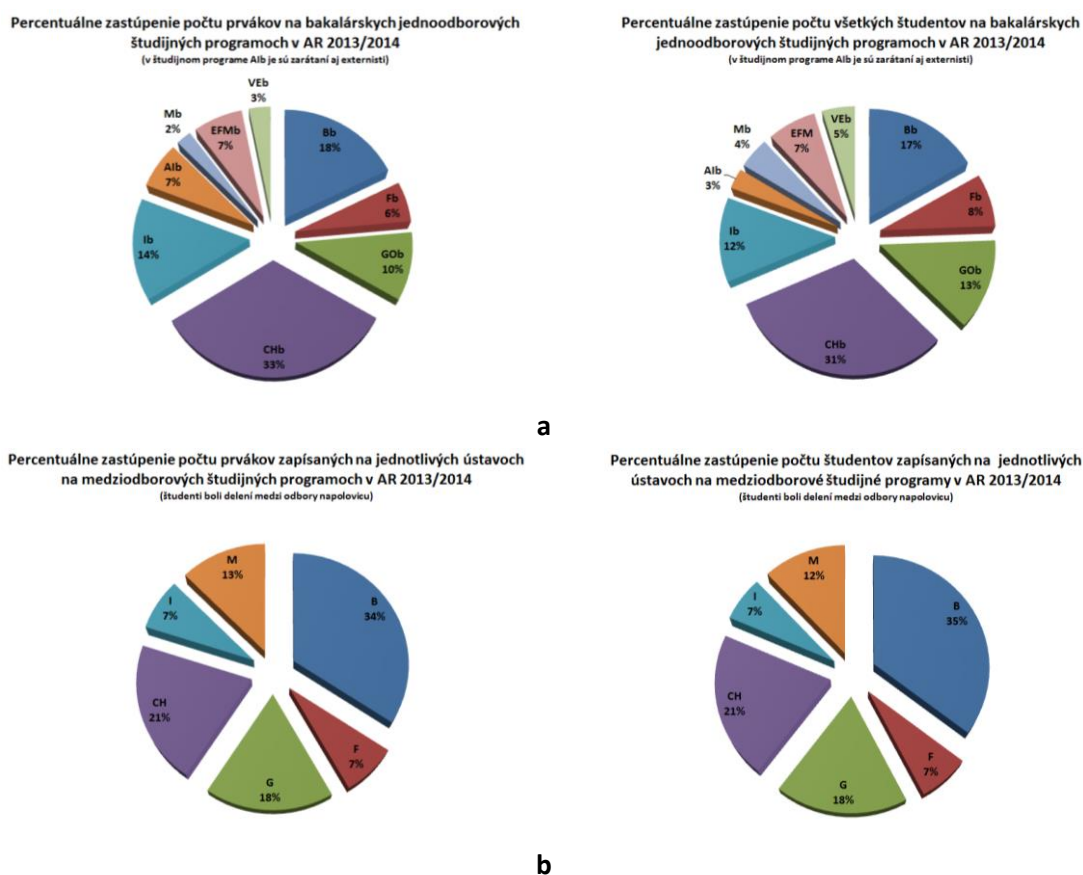 Percentuálne zastúpenie počtu prvákov na bakalárskych jednoodborových
študijných programoch v AR 2013/2014
(v študijnom programe AIb je sú zarátaní aj externisti)
VEb
3%
Mb
2%
EFMb
7%
Bb
18%
AIb
7%
Fb
6%
Ib
14%
GOb
10%
CHb
33%
Percentuálne zastúpenie počtu všetkých študentov na bakalárskych
jednoodborových študijných programoch v AR 2013/2014
(v študijnom programe AIb je sú zarátaní aj externisti)
VEb
5%
EFM
7%
Mb
4%
Bb
17%
AIb
3%
Fb
8%
Ib
12%
GOb
13%
CHb
31%
a
Percentuálne zastúpenie počtu prvákov zapísaných na jednotlivých ústavoch
na medziodborových študijných programoch v AR 2013/2014
(študenti boli delení medzi odbory napolovicu)
M
13%
I
7%
B
34%
CH
21%
F
7%
G
18%
Percentuálne zastúpenie počtu študentov zapísaných na jednotlivých
ústavoch na medziodborové študijné programy v AR 2013/2014
(študenti boli delení medzi odbory napolovicu)
M
12%
I
7%
B
35%
CH
21%
F
7%
G
18%
b